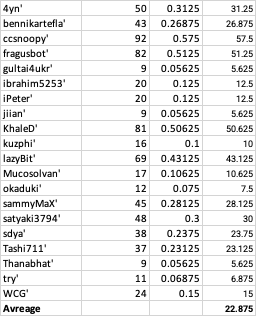 4yn' 50 0.3125 31.25
bennikartefla' 43 0.26875 26.875
ccsnoopy' 92 0.575 57.5
fragusbot' 82 0.5125 51.25
gultai4ukr' 9 0.05625 5.625
ibrahim5253' 20 0.125 12.5
iPeter' 20 0.125 12.5
jiian' 9 0.05625 5.625
KhaleD' 81 0.50625 50.625
kuzphi' 16 0.1 10
lazyBit' 69 0.43125 43.125
Mucosolvan' 17 0.10625 10.625
okaduki' 12 0.075 7.5
sammyMaX' 45 0.28125 28.125
satyaki3794' 48 0.3 30
sdya' 38 0.2375 23.75
Tashi711' 37 0.23125 23.125
Thanabhat' 9 0.05625 5.625
try' 11 0.06875 6.875
WCG' 24 0.15 15
Avreage 22.875